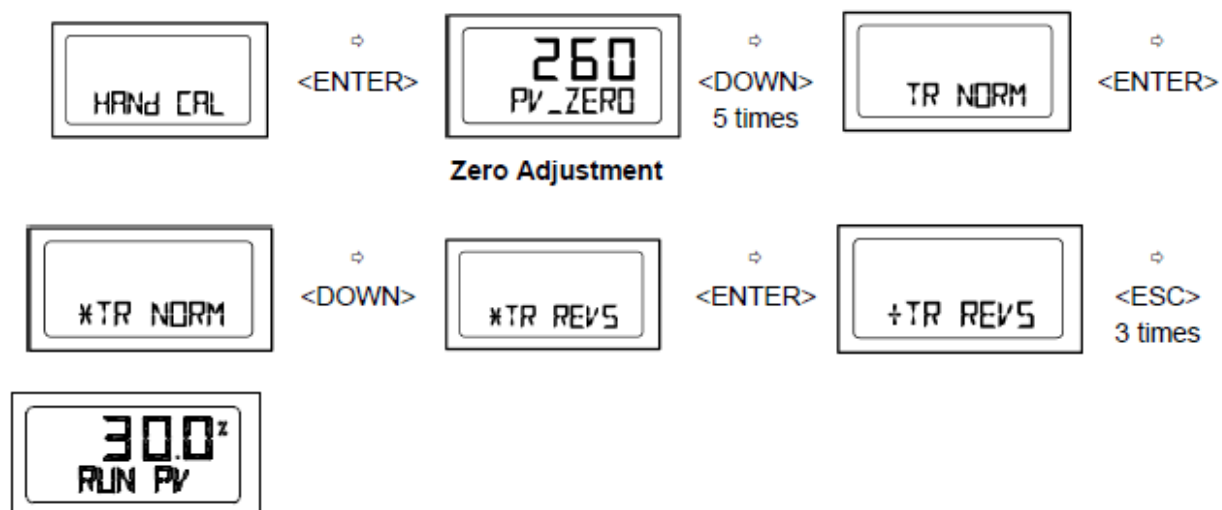 HANd CAL
⇨
<ENTER>
260
PV_ZERO
⇨
<DOWN>
5 times
TR NORM
⇨
<ENTER>
Zero Adjustment
*TR NORM
⇨
<DOWN>
*TR REVS
⇨
<ENTER>
÷TR REVS
⇨
<ESC>
3 times
30.0%
RUN PV